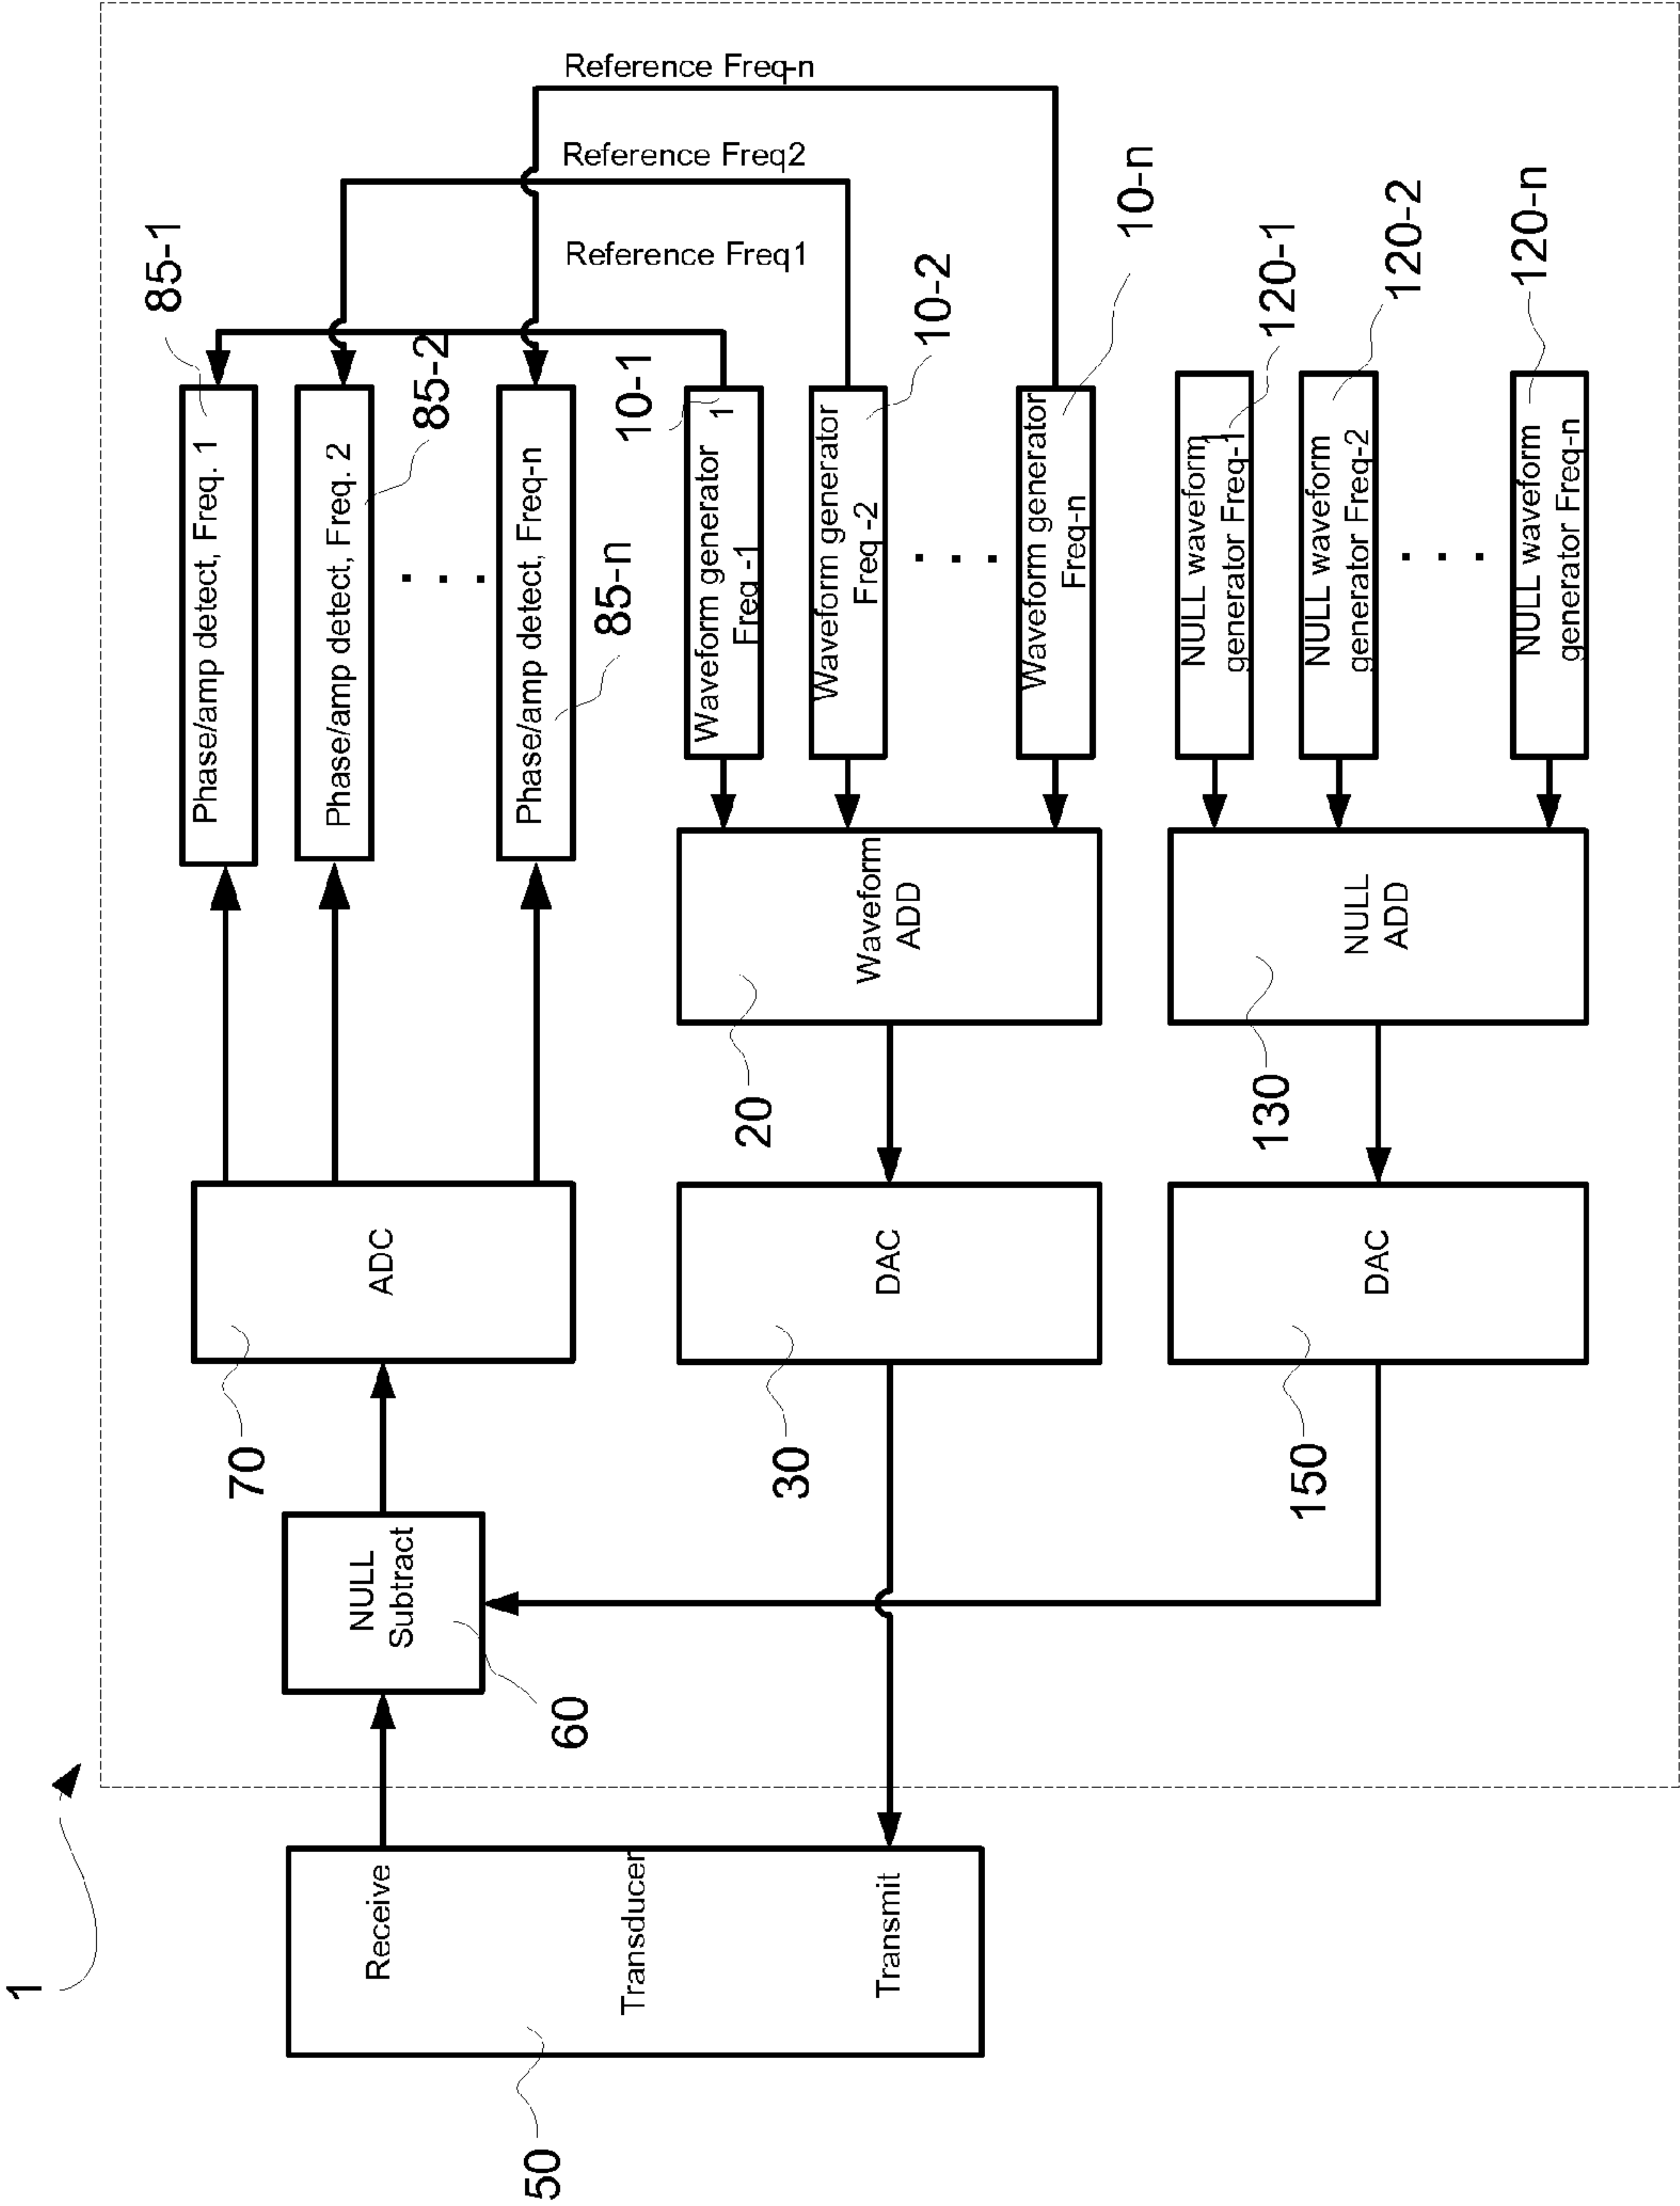 1
50
Receive
Transducer
Transmit
60
NULL
Subtract
70
ADC
30
DAC
150
DAC
20
Waveform
ADD
130
NULL
ADD
85-1
Phase/amp detect, Freq. 1
85-2
Phase/amp detect, Freq. 2
. . .
85-n
Phase/amp detect, Freq-n
10-1
Waveform generator 1
Freq -1
10-2
Waveform generator
Freq -2
. . .
10-n
Waveform generator
Freq-n
120-1
NULL waveform 1
generator Freq-1
120-2
NULL waveform
generator Freq-2
. . .
120-n
NULL waveform
generator Freq-n
Reference Freq-n
Reference Freq2
Reference Freq1